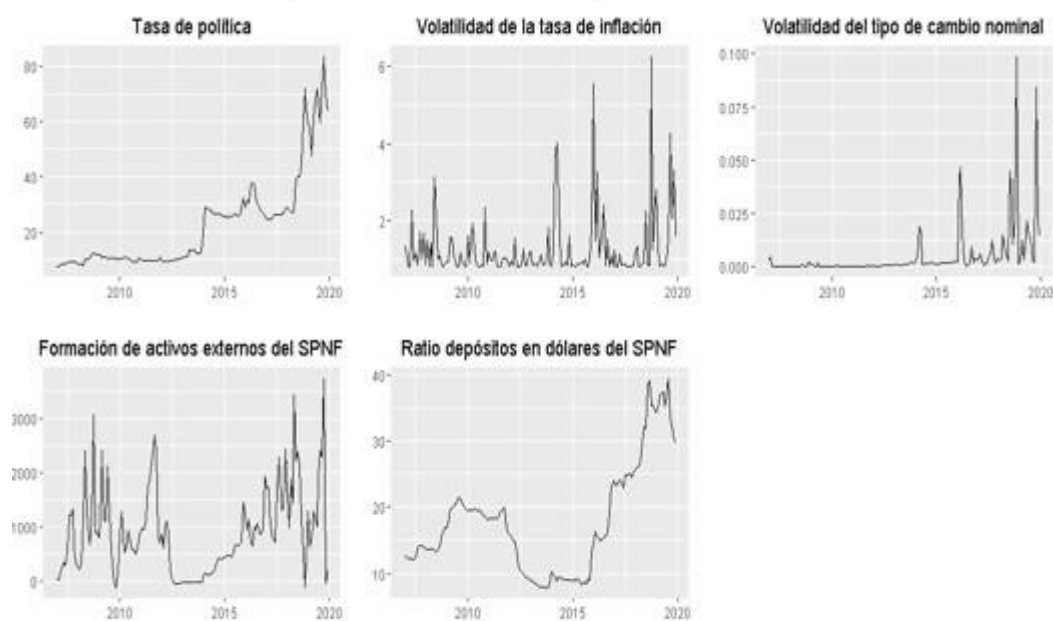 Tasa de política
80
60
40
20
2010 2015 2020
Volatilidad de la tasa de inflación
6
4
2
2010 2015 2020
Volatilidad del tipo de cambio nominal
0.100
0.075
0.050
0.025
0.000
2010 2015 2020
Formación de activos externos del SPNF
3000
2000
1000
0
2010 2015 2020
Ratio depósitos en dólares del SPNF
40
30
20
10
2010 2015 2020